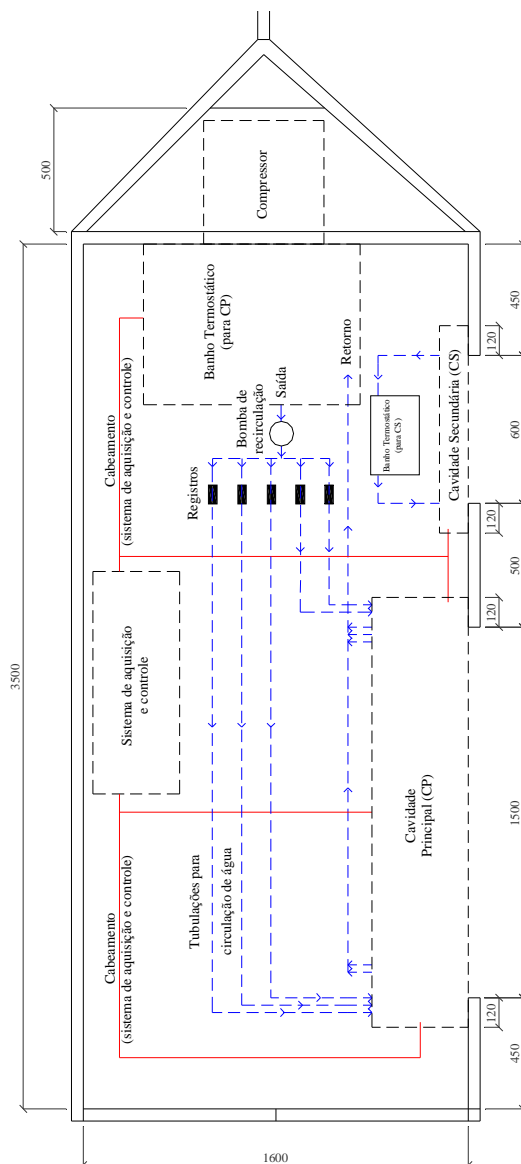 500
Compressor
3500
Cabeamento
(sistema de aquisição e controle)
Banho Termostático
(para CP)
Retorno
Saída
Bomba de
recirculação
Registros
Banho Termostático
(para CS)
Cavidade Secundária (CS)
450
120
600
120
500
120
Sistema de aquisição
e controle
Cavidade
Principal (CP)
1500
Tubulações para
circulação de água
Cabeamento
(sistema de aquisição e controle)
120
450
1600